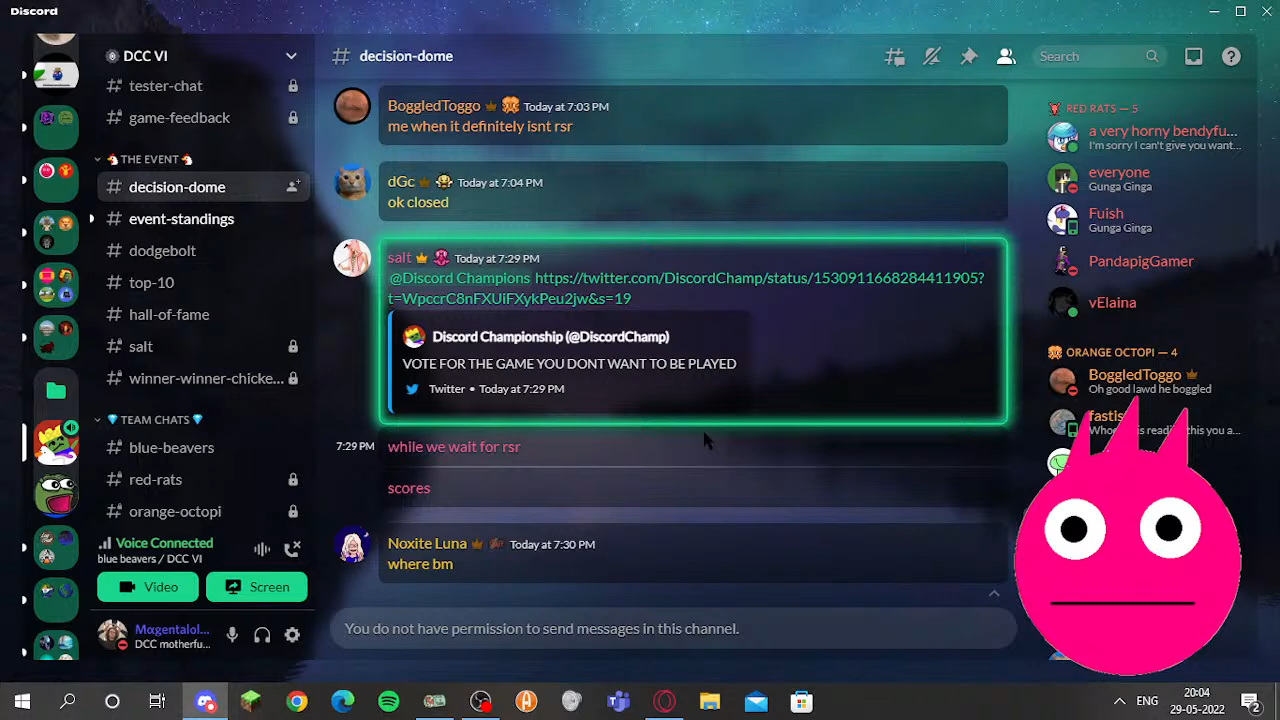 Discord
DCC VI
tester-chat
game-feedback
THE EVENT
decision-dome
event-standings
dodgebolt
top-10
hall-of-fame
salt
winner-winner-chicke...
TEAM CHATS
blue-beavers
red-rats
orange-octopi
Voice Connected
blue beavers / DCC VI
Video
Screen
Mαgentalol...
DCC motherfu...
decision-dome
Search
BoggledToggo Today at 7:03 PM
me when it definitely isnt rsr
dGc Today at 7:04 PM
ok closed
salt Today at 7:29 PM
@Discord Champions https://twitter.com/DiscordChamp/status/1530911668284411905?
t=WpccrC8nFXUiFXykPeu2jw&s=19
Discord Championship (@DiscordChamp)
VOTE FOR THE GAME YOU DONT WANT TO BE PLAYED
Twitter • Today at 7:29 PM
7:29 PM while we wait for rsr
scores
Noxite Luna Today at 7:30 PM
where bm
You do not have permission to send messages in this channel.
RED RATS — 5
a very horny bendyfu...
I'm sorry I can't give you want...
everyone
Gunga Ginga
Fuish
Gunga Ginga
PandapigGamer
vElaina
ORANGE OCTOPI — 4
BoggledToggo
Oh good lawd he boggled
fastis
ENG
20:04
29-05-2022
2